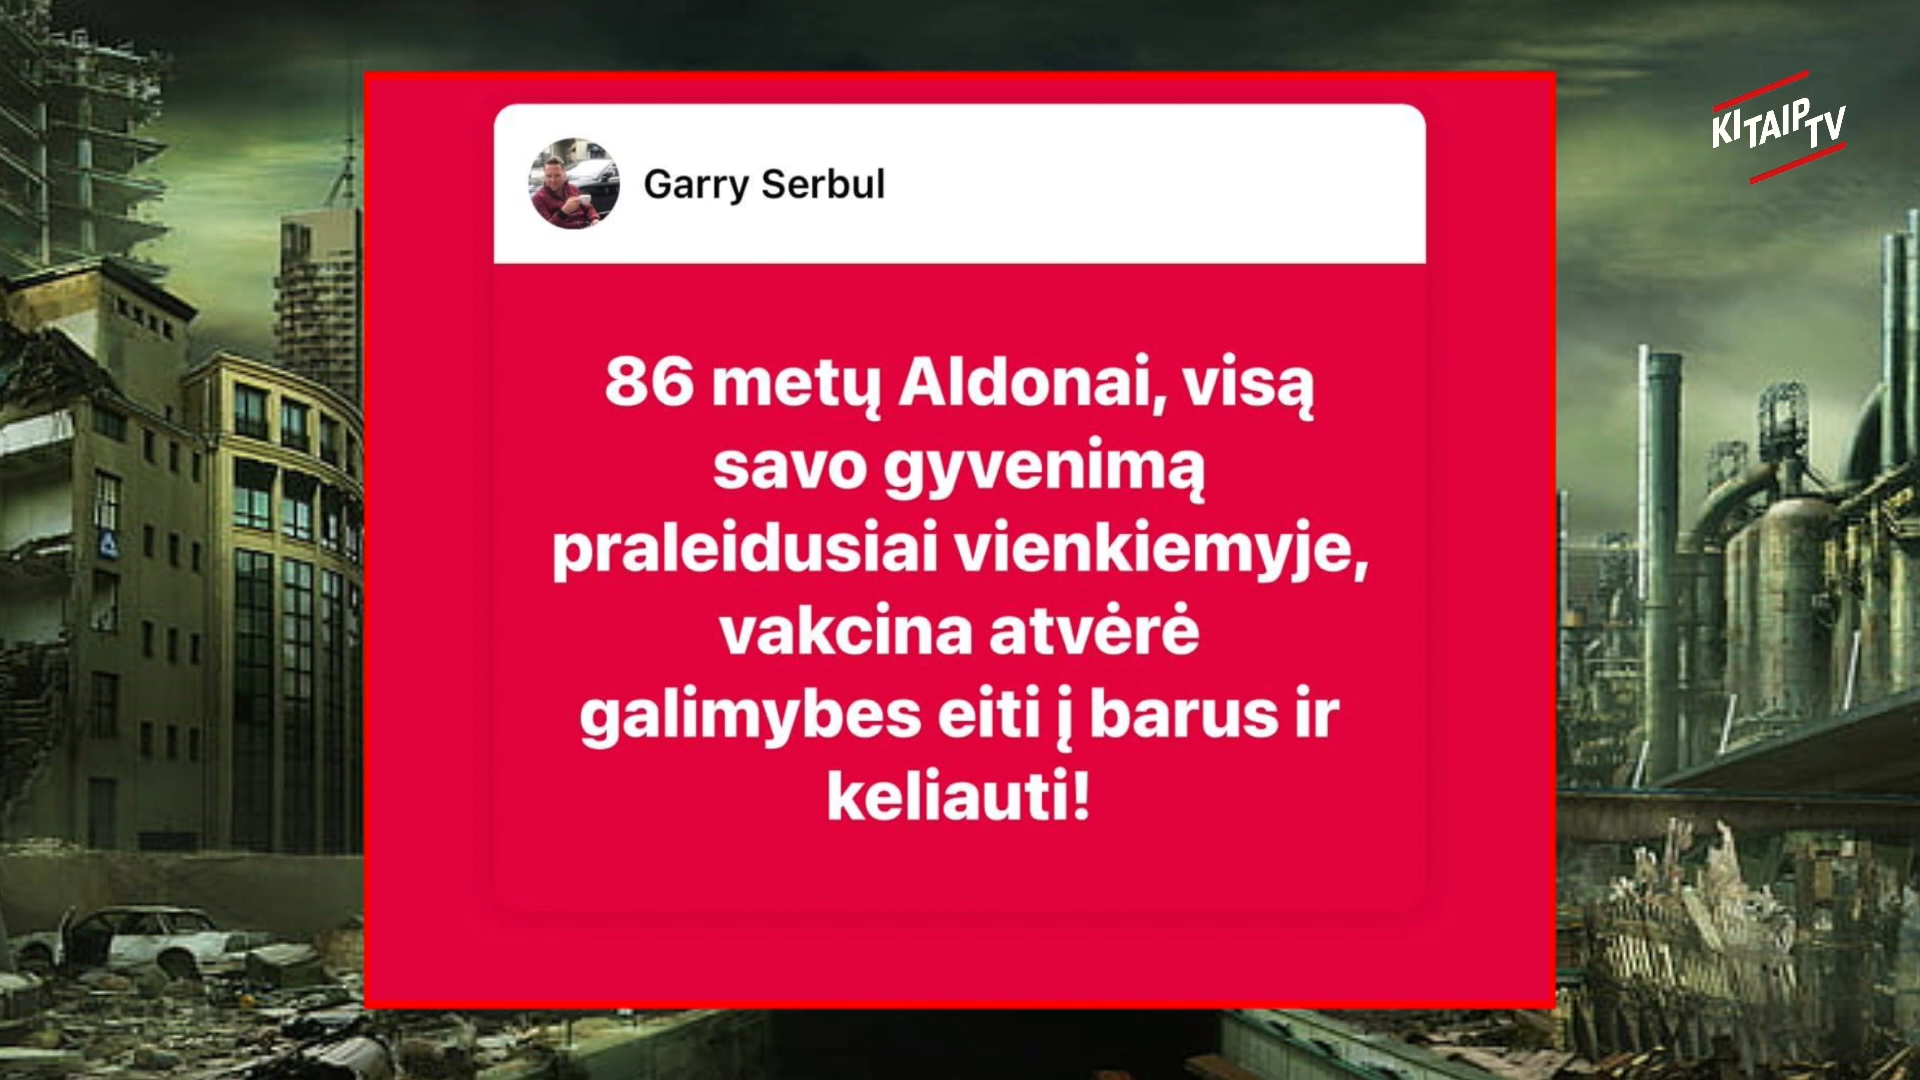 KITAIP TV
Garry Serbul
86 metų Aldonai, visą
savo gyvenimą
praleidusiai vienkiemyje,
vakcina atvėrė
galimybes eiti į barus ir
keliauti!